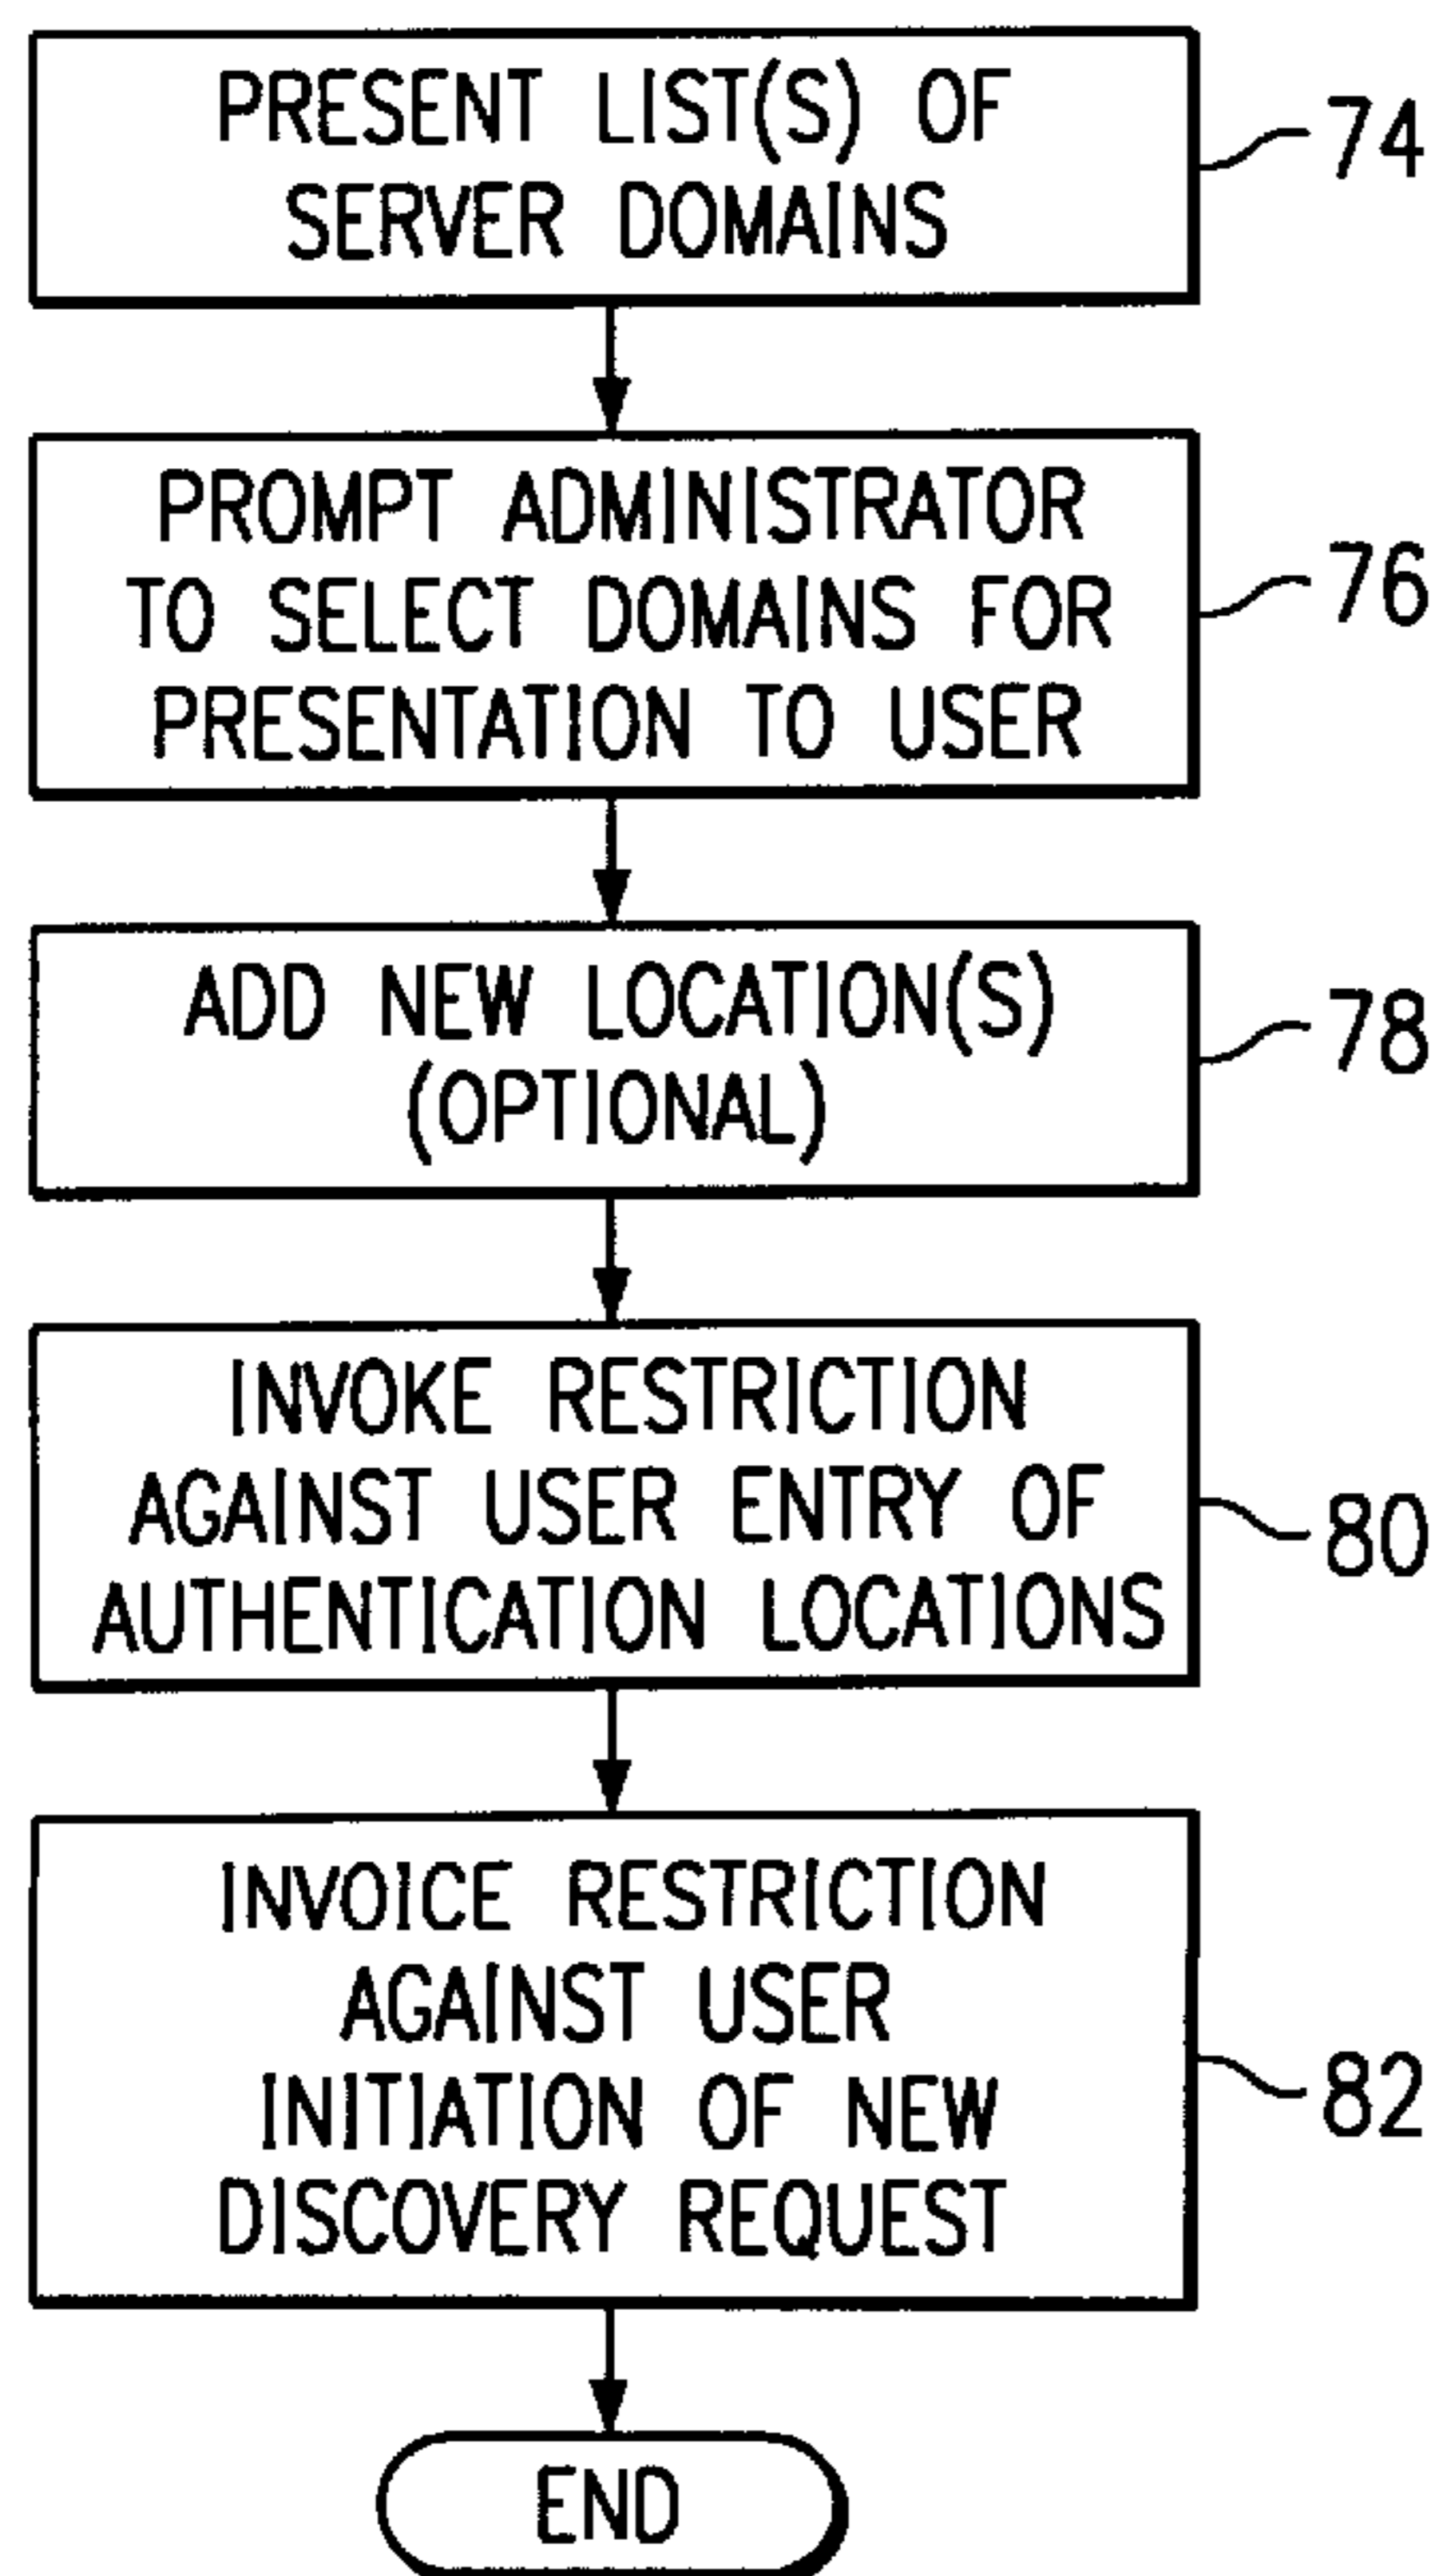 PRESENT LIST(S) OF
SERVER DOMAINS
74
PROMPT ADMINISTRATOR
TO SELECT DOMAINS FOR
PRESENTATION TO USER
76
ADD NEW LOCATION(S)
(OPTIONAL)
78
INVOKE RESTRICTION
AGAINST USER ENTRY OF
AUTHENTICATION LOCATIONS
80
INVOICE RESTRICTION
AGAINST USER
INITIATION OF NEW
DISCOVERY REQUEST
82
END